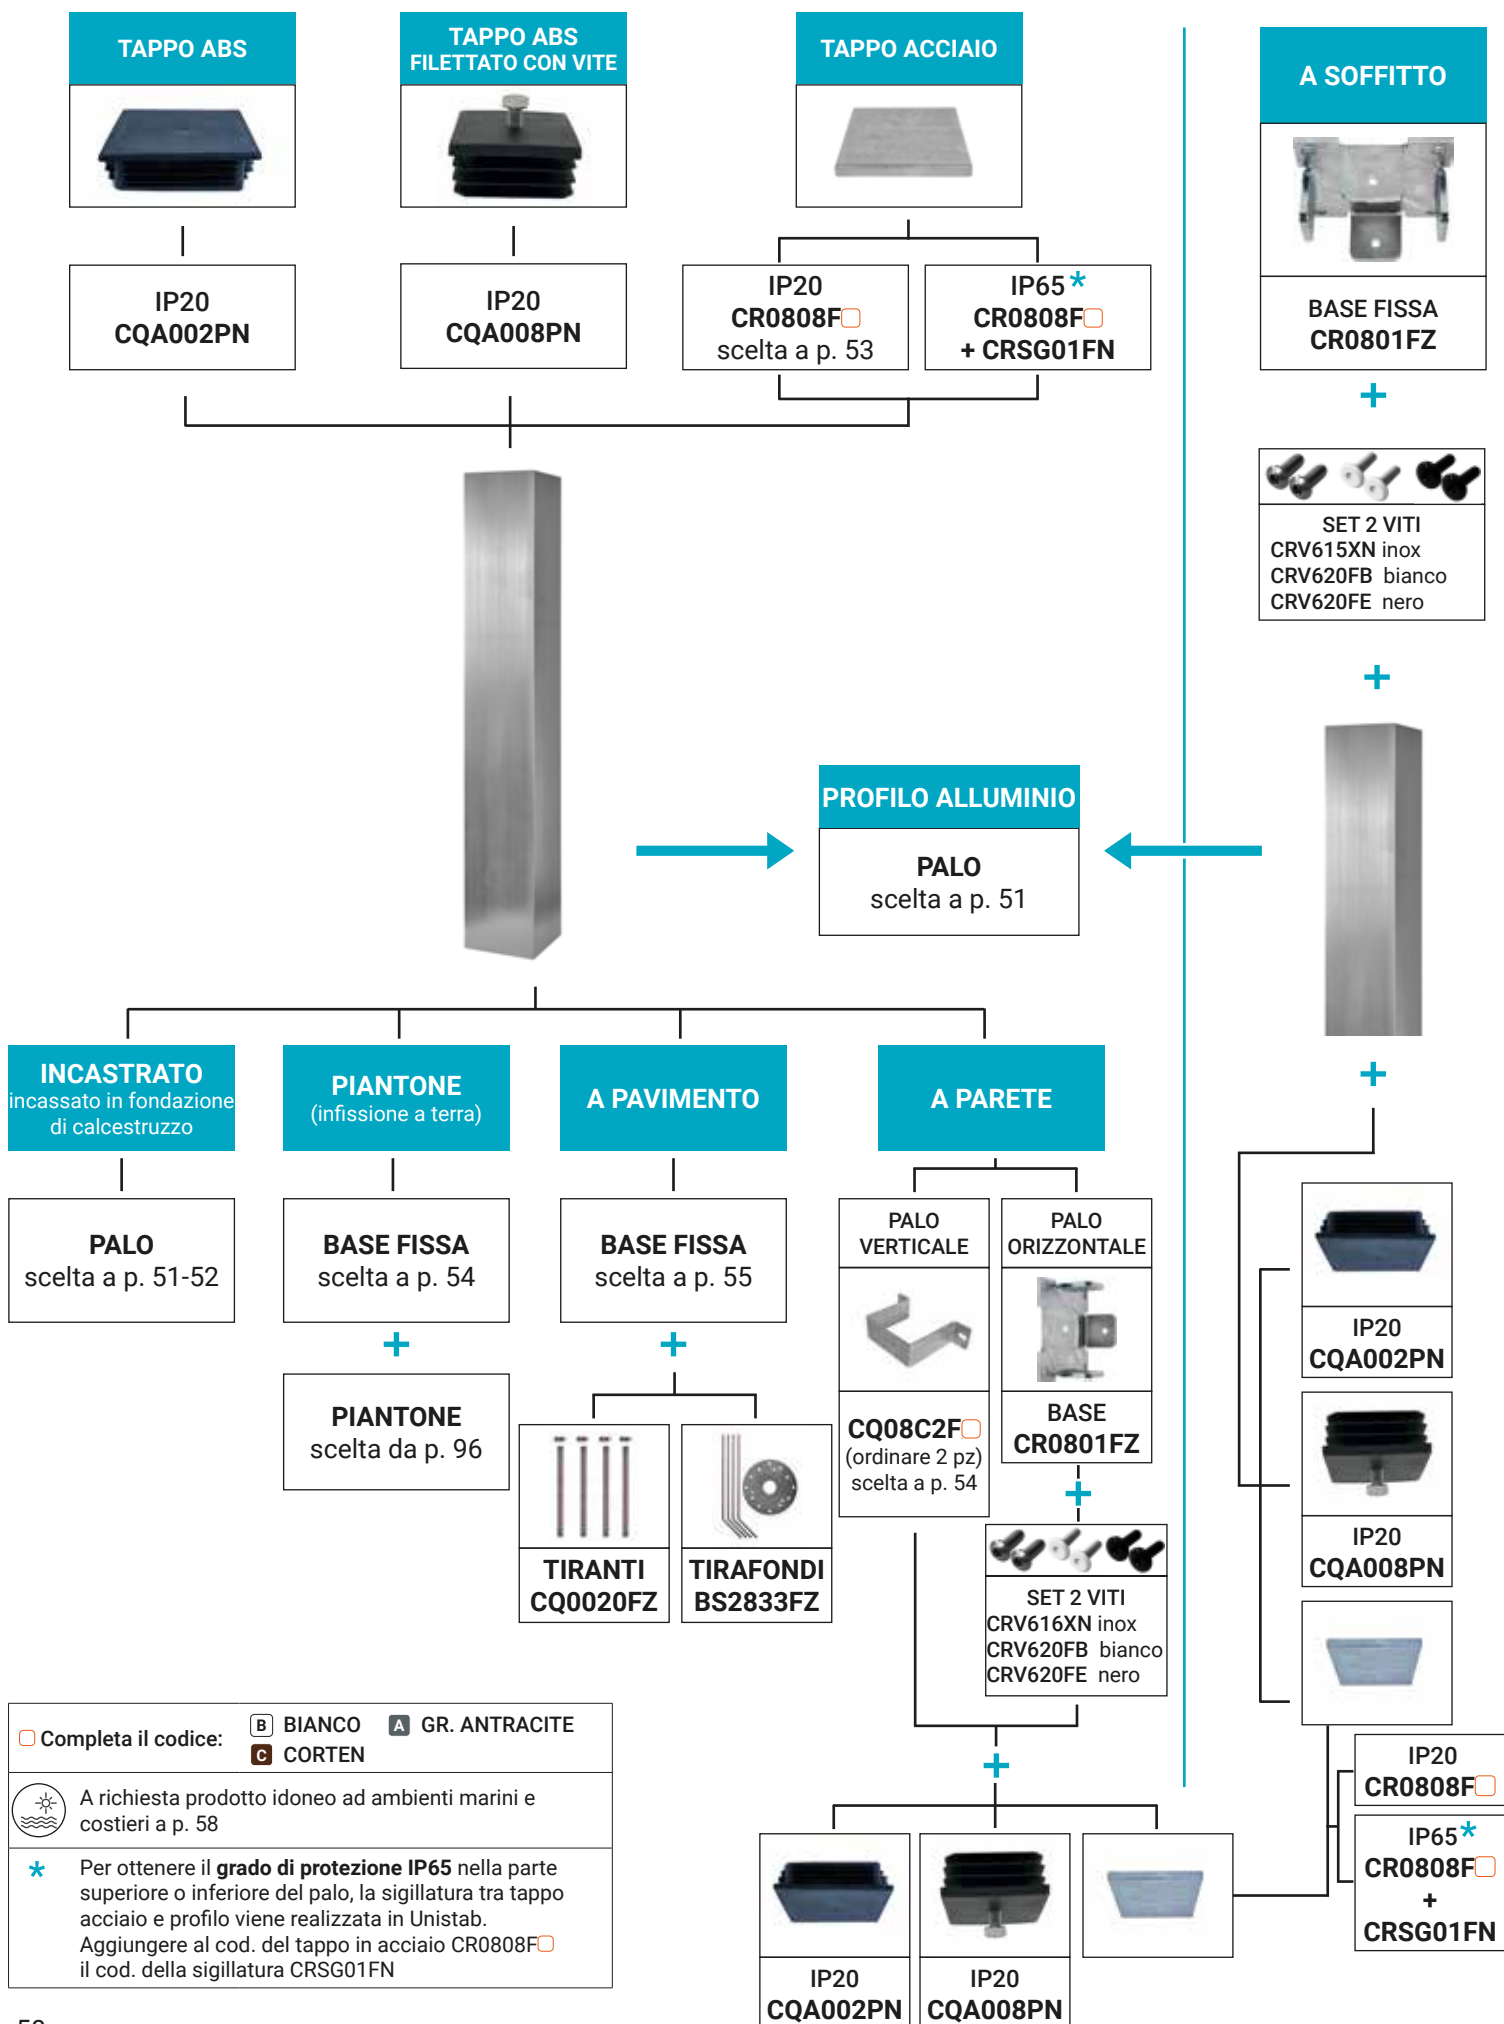 TAPPO ABS
IP20
CQA002PN
TAPPO ABS
FILETTATO CON VITE
IP20
CQA008PN
TAPPO ACCIAIO
IP20
CR0808F
scelta a p. 53
IP65 *
CR0808F
+ CRSG01FN
A SOFFITTO
BASE FISSA
CR0801FZ
+
SET 2 VITI
CRV615XN inox
CRV620FB bianco
CRV620FE nero
+
PROFILO ALLUMINIO
PALO
scelta a p. 51
INCASTRATO
incassato in fondazione
di calcestruzzo
PALO
scelta a p. 51-52
PIANTONE
(infissione a terra)
BASE FISSA
scelta a p. 54
+
PIANTONE
scelta da p. 96
A PAVIMENTO
BASE FISSA
scelta a p. 55
+
TIRANTI
CQ0020FZ
TIRAFONDI
BS2833FZ
A PARETE
PALO
VERTICALE
CQ08C2F
(ordinare 2 pz)
scelta a p. 54
PALO
ORIZZONTALE
BASE
CR0801FZ
+
SET 2 VITI
CRV616XN inox
CRV620FB bianco
CRV620FE nero
+
IP20
CQA002PN
IP20
CQA008PN
+
IP20
CQA002PN
IP20
CQA008PN
IP20
CR0808F
IP65 *
CR0808F
+
CRSG01FN
Completa il codice:
B BIANCO A GR. ANTRACITE
C CORTEN
A richiesta prodotto idoneo ad ambienti marini e
costieri a p. 58
* Per ottenere il grado di protezione IP65 nella parte
superiore o inferiore del palo, la sigillatura tra tappo
acciaio e profilo viene realizzata in Unistab.
Aggiungere al cod. del tappo in acciaio CR0808F
il cod. della sigillatura CRSG01FN